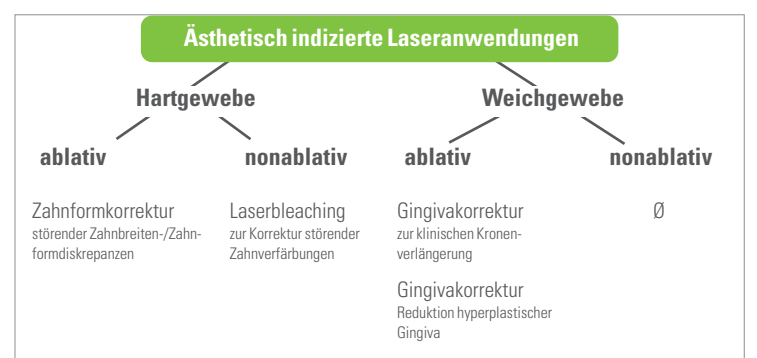 Ästhetisch indizierte Laseranwendungen
Hartgewebe
Weichgewebe
ablativ
nonablativ
ablativ
nonablativ
Zahnformkorrektur
störender Zahnbreiten-/Zahn-
formdiskrepanzen
Laserbleaching
zur Korrektur störender
Zahnverfärbungen
Gingivakorrektur
zur klinischen Kronen-
verlängerung
Gingivakorrektur
Reduktion hyperplastischer
Gingiva
Ø